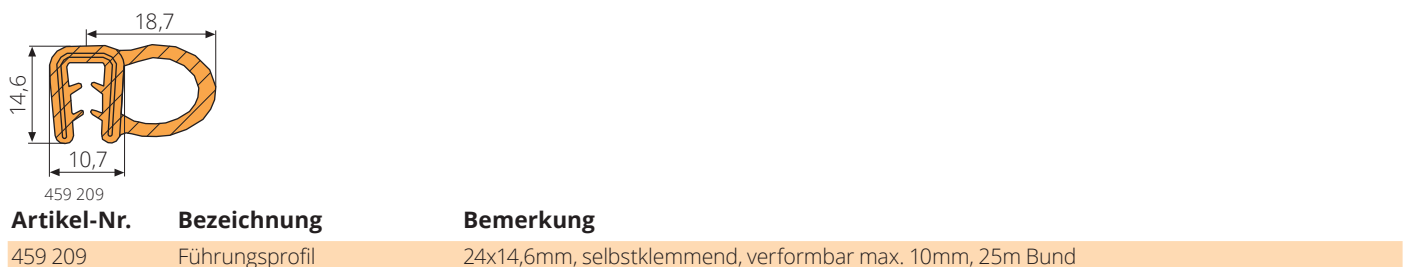 18,7
14,6
10,7
459 209
Artikel-Nr. Bezeichnung Bemerkung
459 209 Führungsprofil 24x14,6mm, selbstklemmend, verformbar max. 10mm, 25m Bund